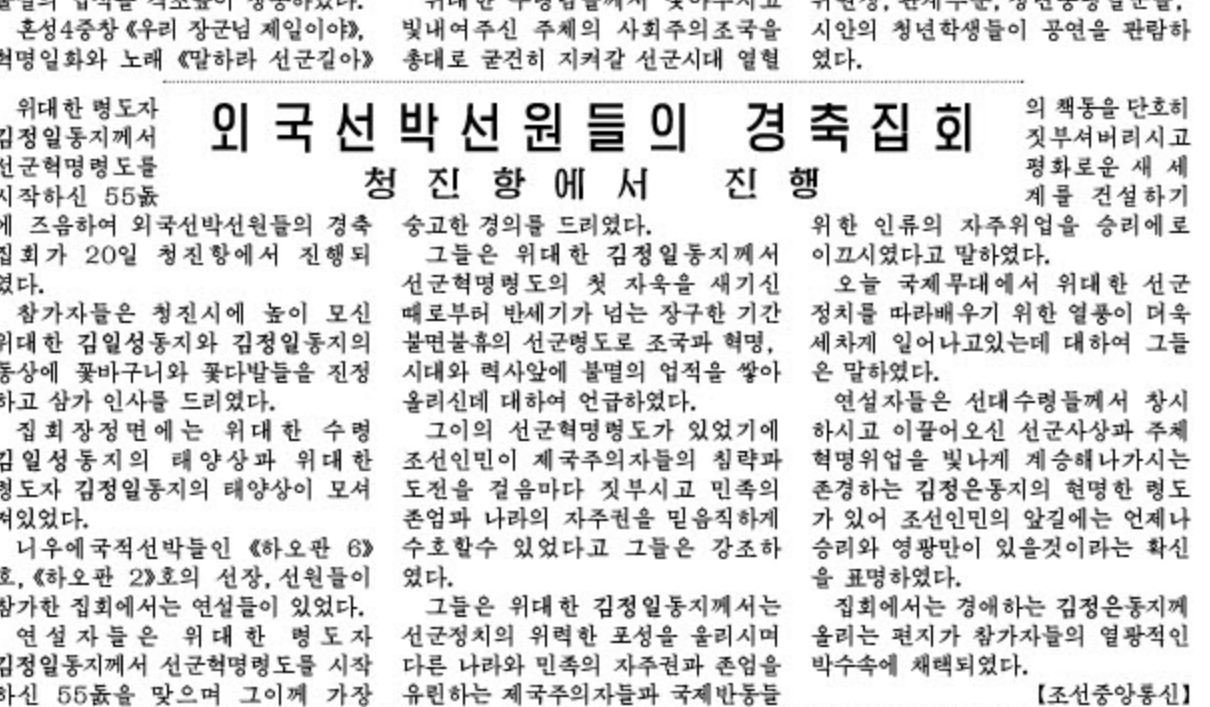 혼성4중창 《우리 장군님 제일이야》,
혁명일화와 노래 《말하라 선군길아》
빛내여주신 주체의 사회주의조국을
총대로 굳건히 지켜갈 선군시대 열혈
시안의 청년학생들이 공연을 관람하
였다.
외국선박선원들의 경축집회
청진항에서 진행
위대한 령도자
김정일동지께서
선군혁명령도를
시작하신 55돐
에 즈음하여 외국선박선원들의 경축
집회가 20일 청진항에서 진행되
였다.
참가자들은 청진시에 높이 모신
위대한 김일성동지와 김정일동지의
동상에 꽃바구니와 꽃다발들을 진정
하고 삼가 인사를 드리였다.
집회장정면에는 위대한 수령
김일성동지의 태양상과 위대한
령도자 김정일동지의 태양상이 모셔
져있었다.
니우에국적선박들인 《하오판 6》
호, 《하오판 2》호의 선장, 선원들이
참가한 집회에서는 연설들이 있었다.
연설자들은 위대한 령도자
김정일동지께서 선군혁명령도를 시작
하신 55돐을 맞으며 그이께 가장
숭고한 경의를 드리였다.
그들은 위대한 김정일동지께서
선군혁명령도의 첫 자욱을 새기신
때로부터 반세기가 넘는 장구한 기간
불면불휴의 선군령도로 조국과 혁명,
시대와 력사앞에 불멸의 업적을 쌓아
올리신데 대하여 언급하였다.
그이의 선군혁명령도가 있었기에
조선인민이 제국주의자들의 침략과
도전을 걸음마다 짓부시고 민족의
존엄과 나라의 자주권을 믿음직하게
수호할수 있었다고 그들은 강조하
였다.
그들은 위대한 김정일동지께서는
선군정치의 위력한 포성을 울리시며
다른 나라와 민족의 자주권과 존엄을
유린하는 제국주의자들과 국제반동들
의 책동을 단호히
짓부셔버리시고
평화로운 새 세
계를 건설하기
위한 인류의 자주위업을 승리에로
이끄시였다고 말하였다.
오늘 국제무대에서 위대한 선군
정치를 따라배우기 위한 열풍이 더욱
세차게 일어나고있는데 대하여 그들
은 말하였다.
연설자들은 선대수령들께서 창시
하시고 이끌어오신 선군사상과 주체
혁명위업을 빛나게 계승해나가시는
존경하는 김정은동지의 현명한 령도
가 있어 조선인민의 앞길에는 언제나
승리와 영광만이 있을것이라는 확신
을 표명하였다.
집회에서는 경애하는 김정은동지께
올리는 편지가 참가자들의 열광적인
박수속에 채택되였다.
【조선중앙통신】